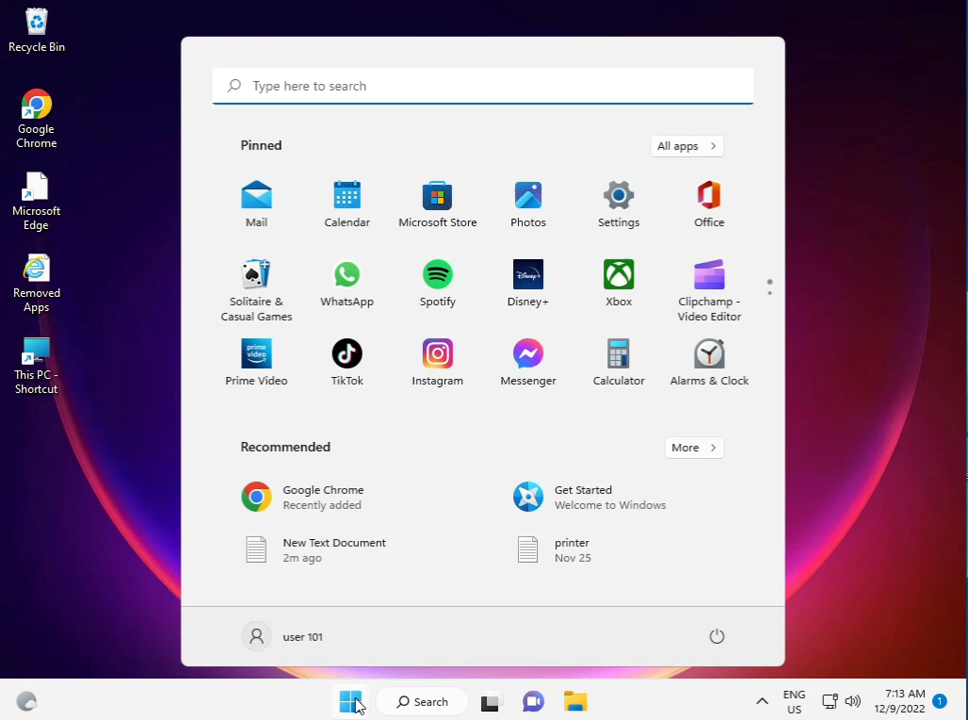 Recycle Bin
Google
Chrome
Microsoft
Edge
Removed
Apps
This PC -
Shortcut
Type here to search
Pinned
All apps
Mail
Calendar
Microsoft Store
Photos
Settings
Office
Solitaire &
Casual Games
WhatsApp
Spotify
Disney+
Xbox
Clipchamp -
Video Editor
prime
video
Prime Video
TikTok
Instagram
Messenger
Calculator
Alarms & Clock
Recommended
More
Google Chrome
Recently added
Get Started
Welcome to Windows
New Text Document
2m ago
printer
Nov 25
user 101
Search
ENG
US
7:13 AM
12/9/2022
1